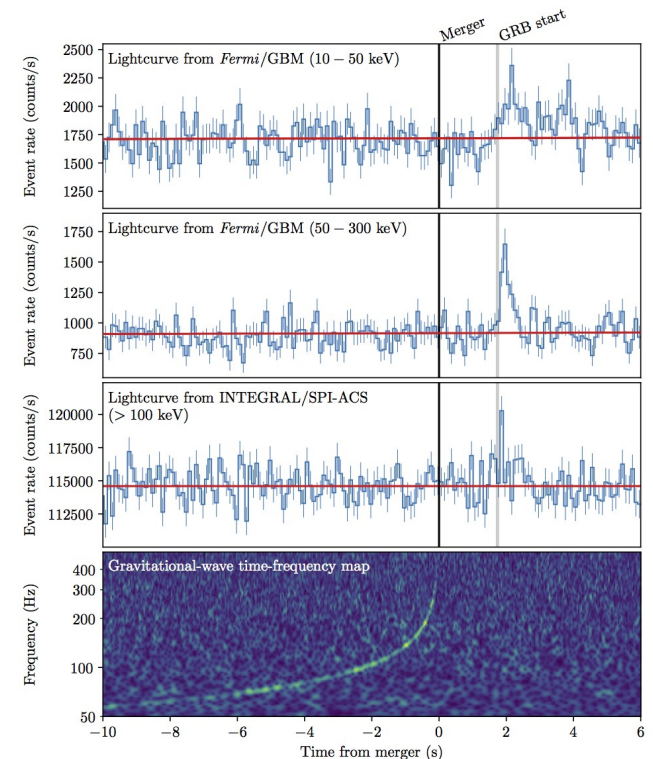 Merger
GRB start
Lightcurve from Fermi/GBM (10 − 50 keV)
Event rate (counts/s)
2500
2250
2000
1750
1500
1250
Lightcurve from Fermi/GBM (50 − 300 keV)
Event rate (counts/s)
1750
1500
1250
1000
750
Lightcurve from INTEGRAL/SPI-ACS
(> 100 keV)
Event rate (counts/s)
120000
117500
115000
112500
Gravitational-wave time-frequency map
Frequency (Hz)
400
300
200
100
50
−10 −8 −6 −4 −2 0 2 4 6
Time from merger (s)